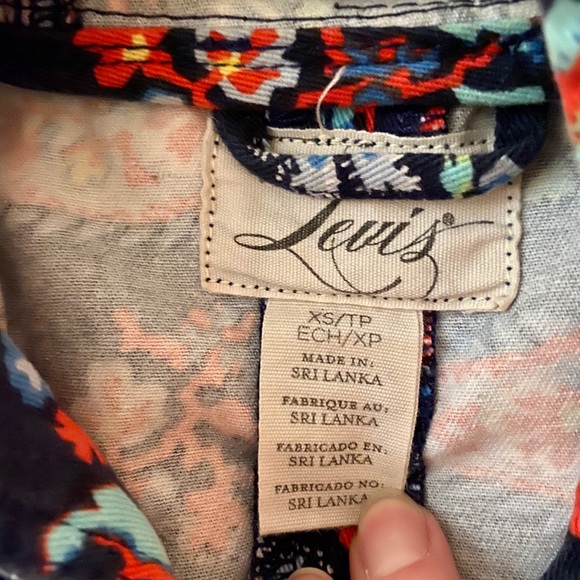 Levi's®
XS/TP
ECH/XP
MADE IN:
SRI LANKA
FABRIQUE AU:
SRI LANKA
FABRICADO EN:
SRI LANKA
FABRICADO NO:
SRI LANKA